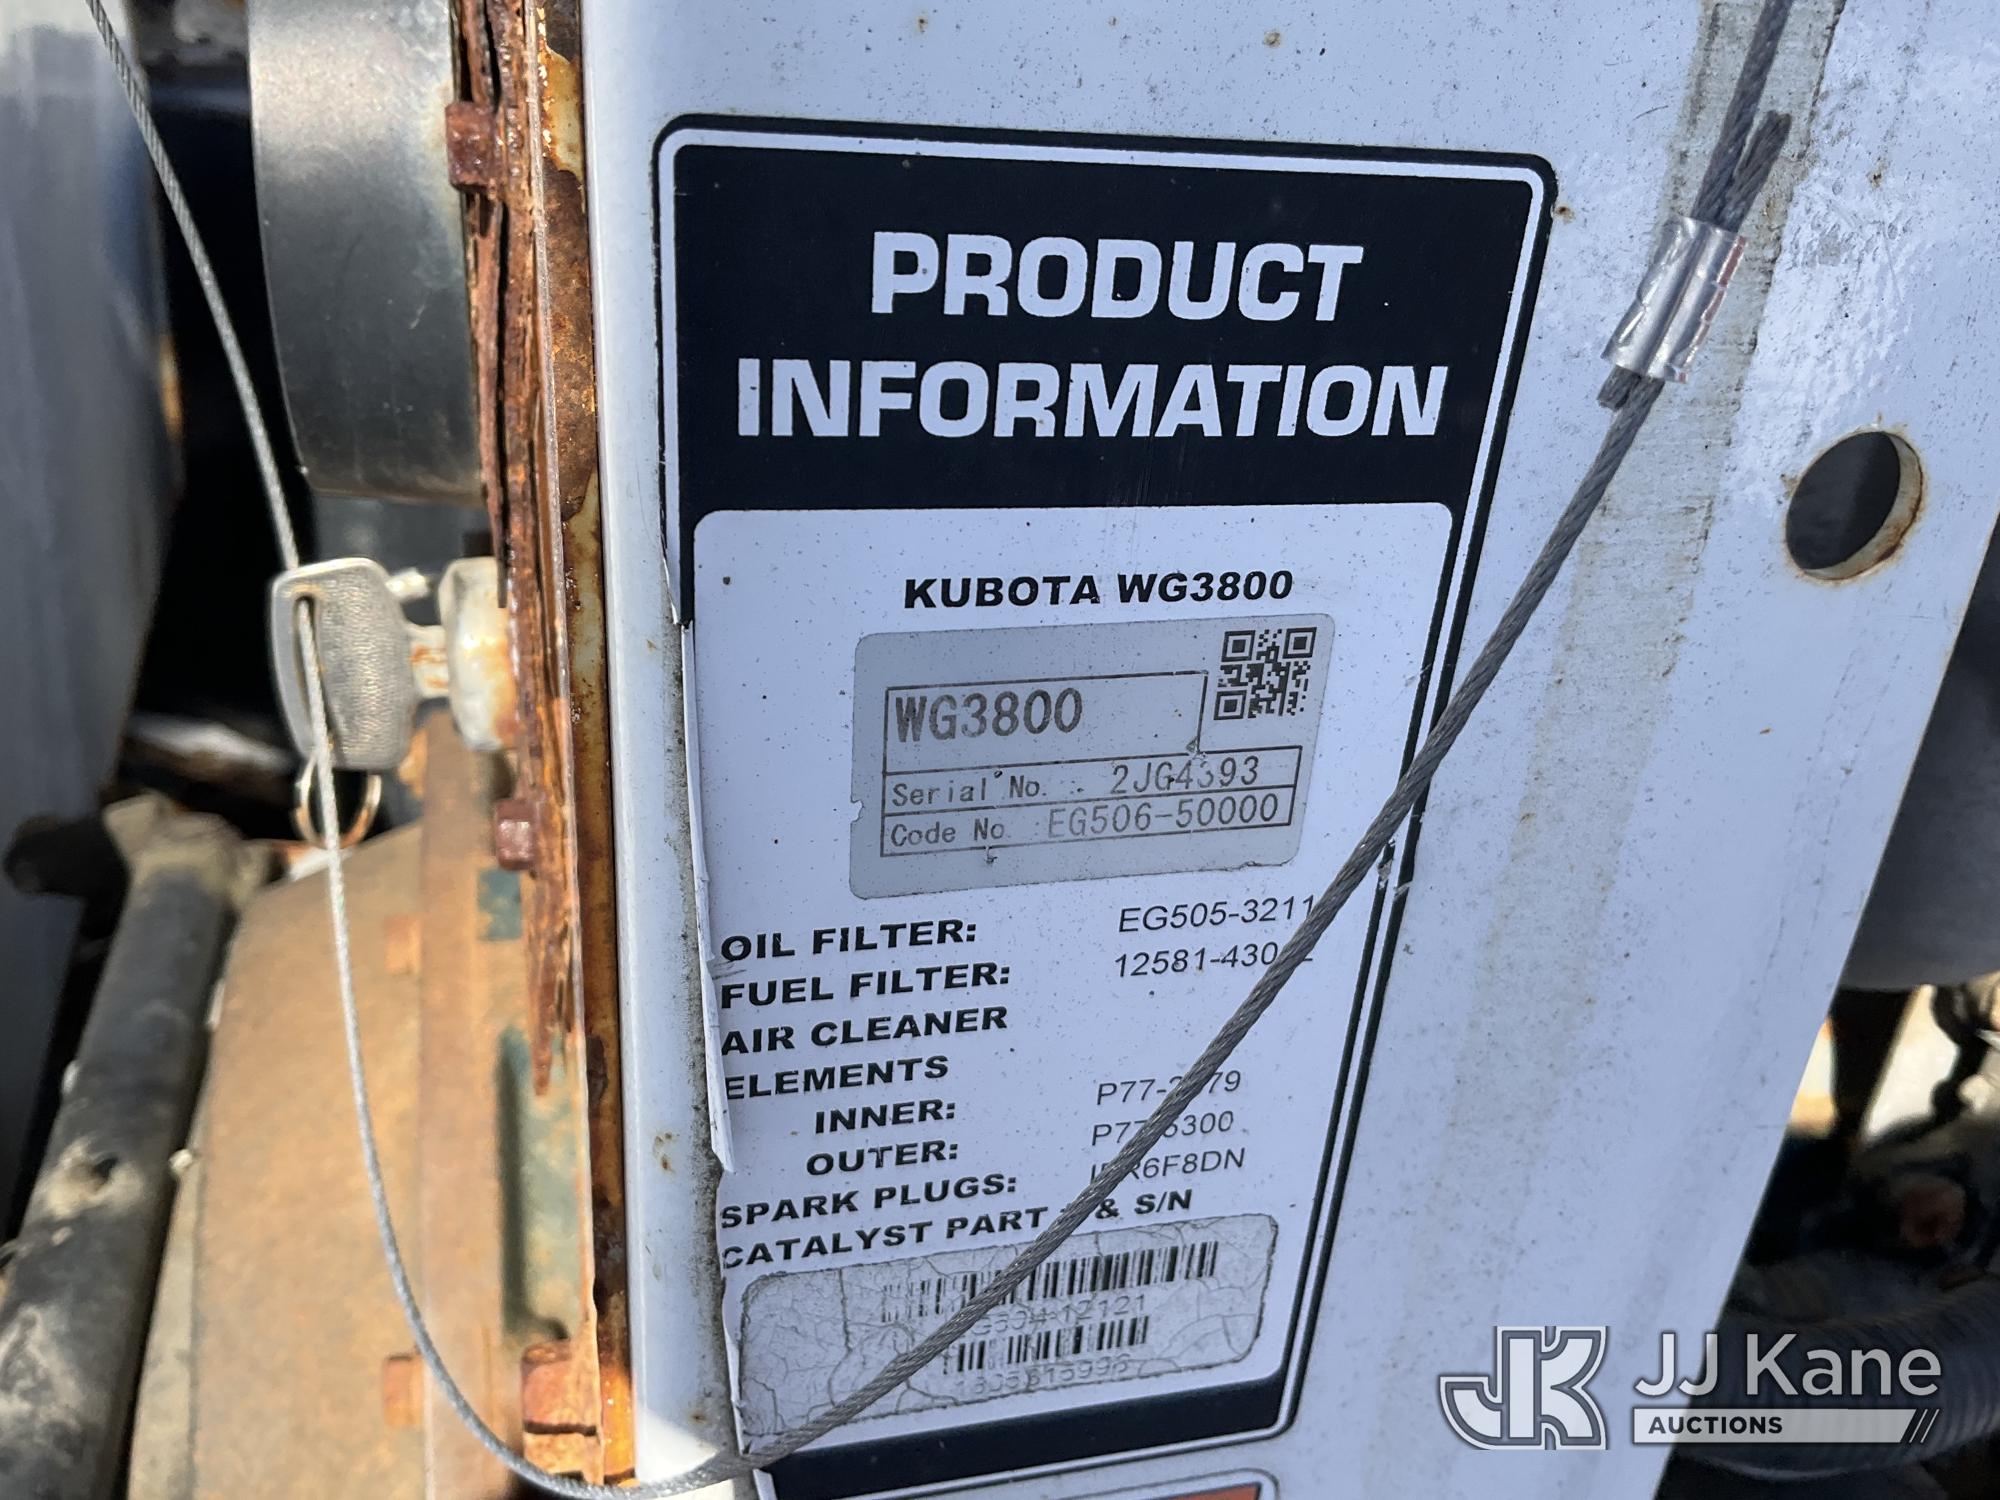 PRODUCT
INFORMATION
KUBOTA WG3800
WG3800
Serial No. 2JG4393
Code No. EG506-50000
OIL FILTER: EG505-3211
FUEL FILTER:
AIR CLEANER
ELEMENTS
INNER:
OUTER:
SPARK PLUGS:
CATALYST PART & S/N
JK JJ Kane
AUCTIONS